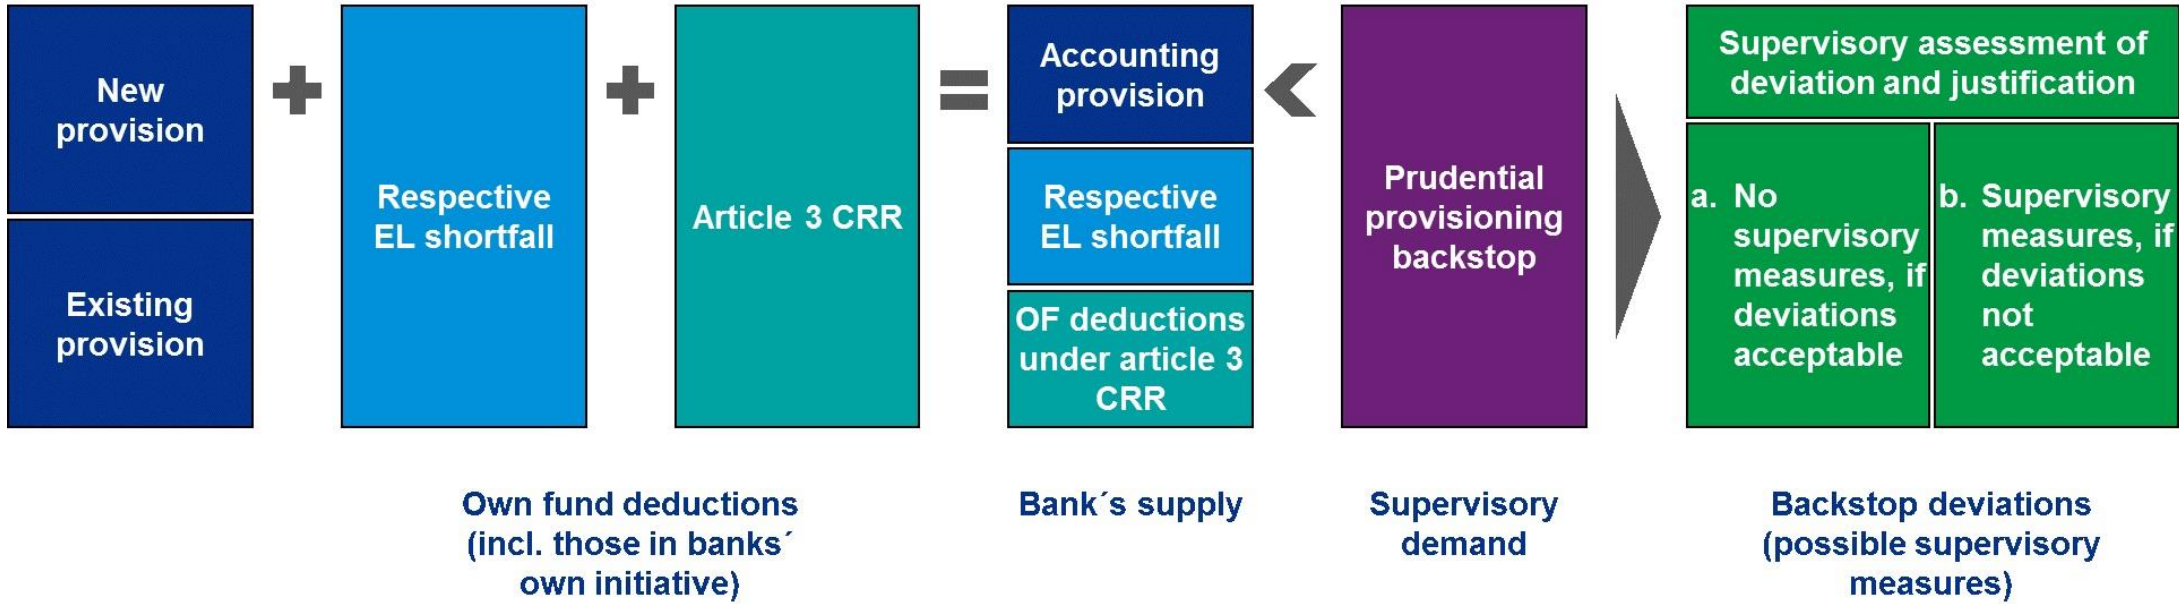 New
provision
Existing
provision
+
Respective
EL shortfall
+
Article 3 CRR
=
Accounting
provision
Respective
EL shortfall
OF deductions
under article 3
CRR
<
Prudential
provisioning
backstop
Supervisory assessment of
deviation and justification
a. No
supervisory
measures, if
deviations
acceptable
b. Supervisory
measures, if
deviations
not
acceptable
Own fund deductions
(incl. those in banks´
own initiative)
Bank´s supply
Supervisory
demand
Backstop deviations
(possible supervisory
measures)